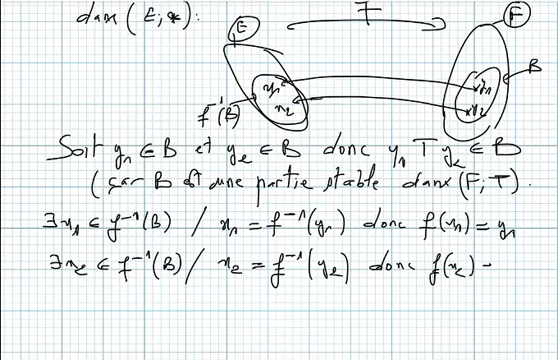 dans (E, *):
E f F
x₁ y₁ B
f⁻¹(B) x₂ y₂
Soit y₁ ∈ B et y₂ ∈ B donc y₁ T y₂ ∈ B
(car B est une partie stable dans (F, T).
∃ x₁ ∈ f⁻¹(B) / x₁ = f⁻¹(y₁) donc f(x₁) = y₁
∃ x₂ ∈ f⁻¹(B) / x₂ = f⁻¹(y₂) donc f(x₂) -